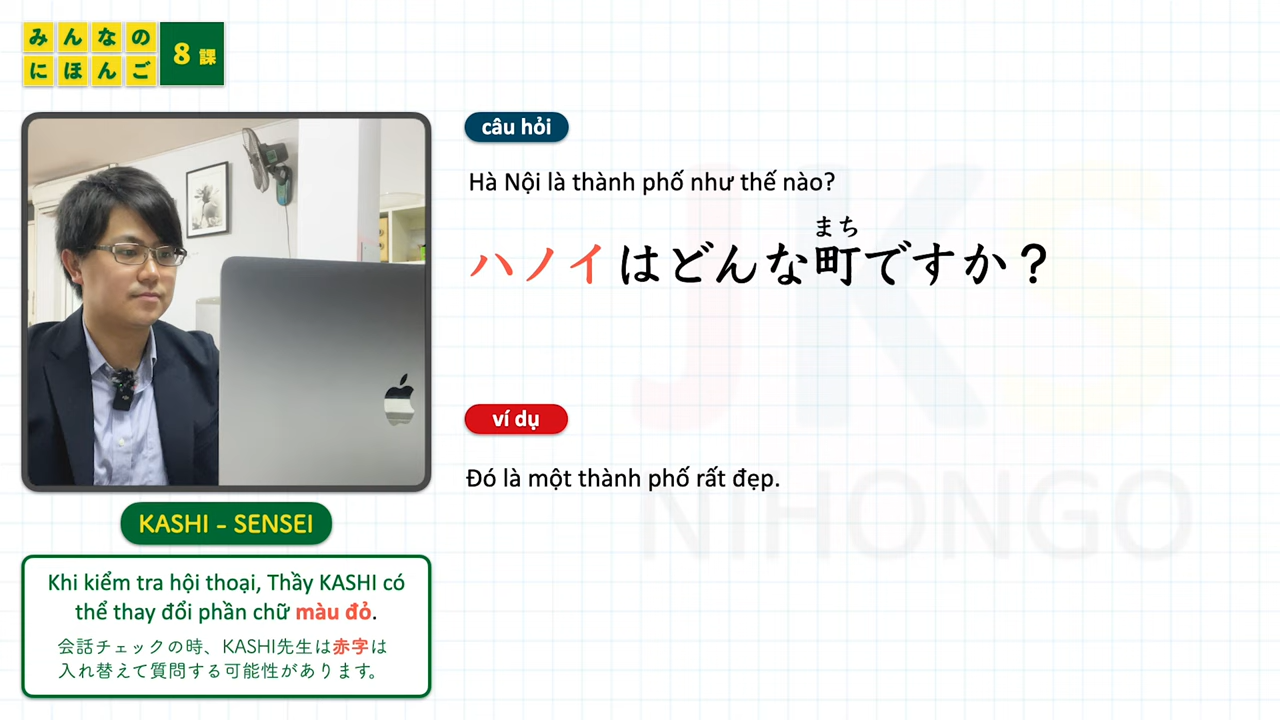 みんなの
にほんご
8 課
câu hỏi
Hà Nội là thành phố như thế nào?
まち
ハノイはどんな町ですか？
ví dụ
Đó là một thành phố rất đẹp.
JKS
NIHONGO
KASHI – SENSEI
Khi kiểm tra hội thoại, Thầy KASHI có
thể thay đổi phần chữ màu đỏ.
会話チェックの時、KASHI先生は赤字は
入れ替えて質問する可能性があります。